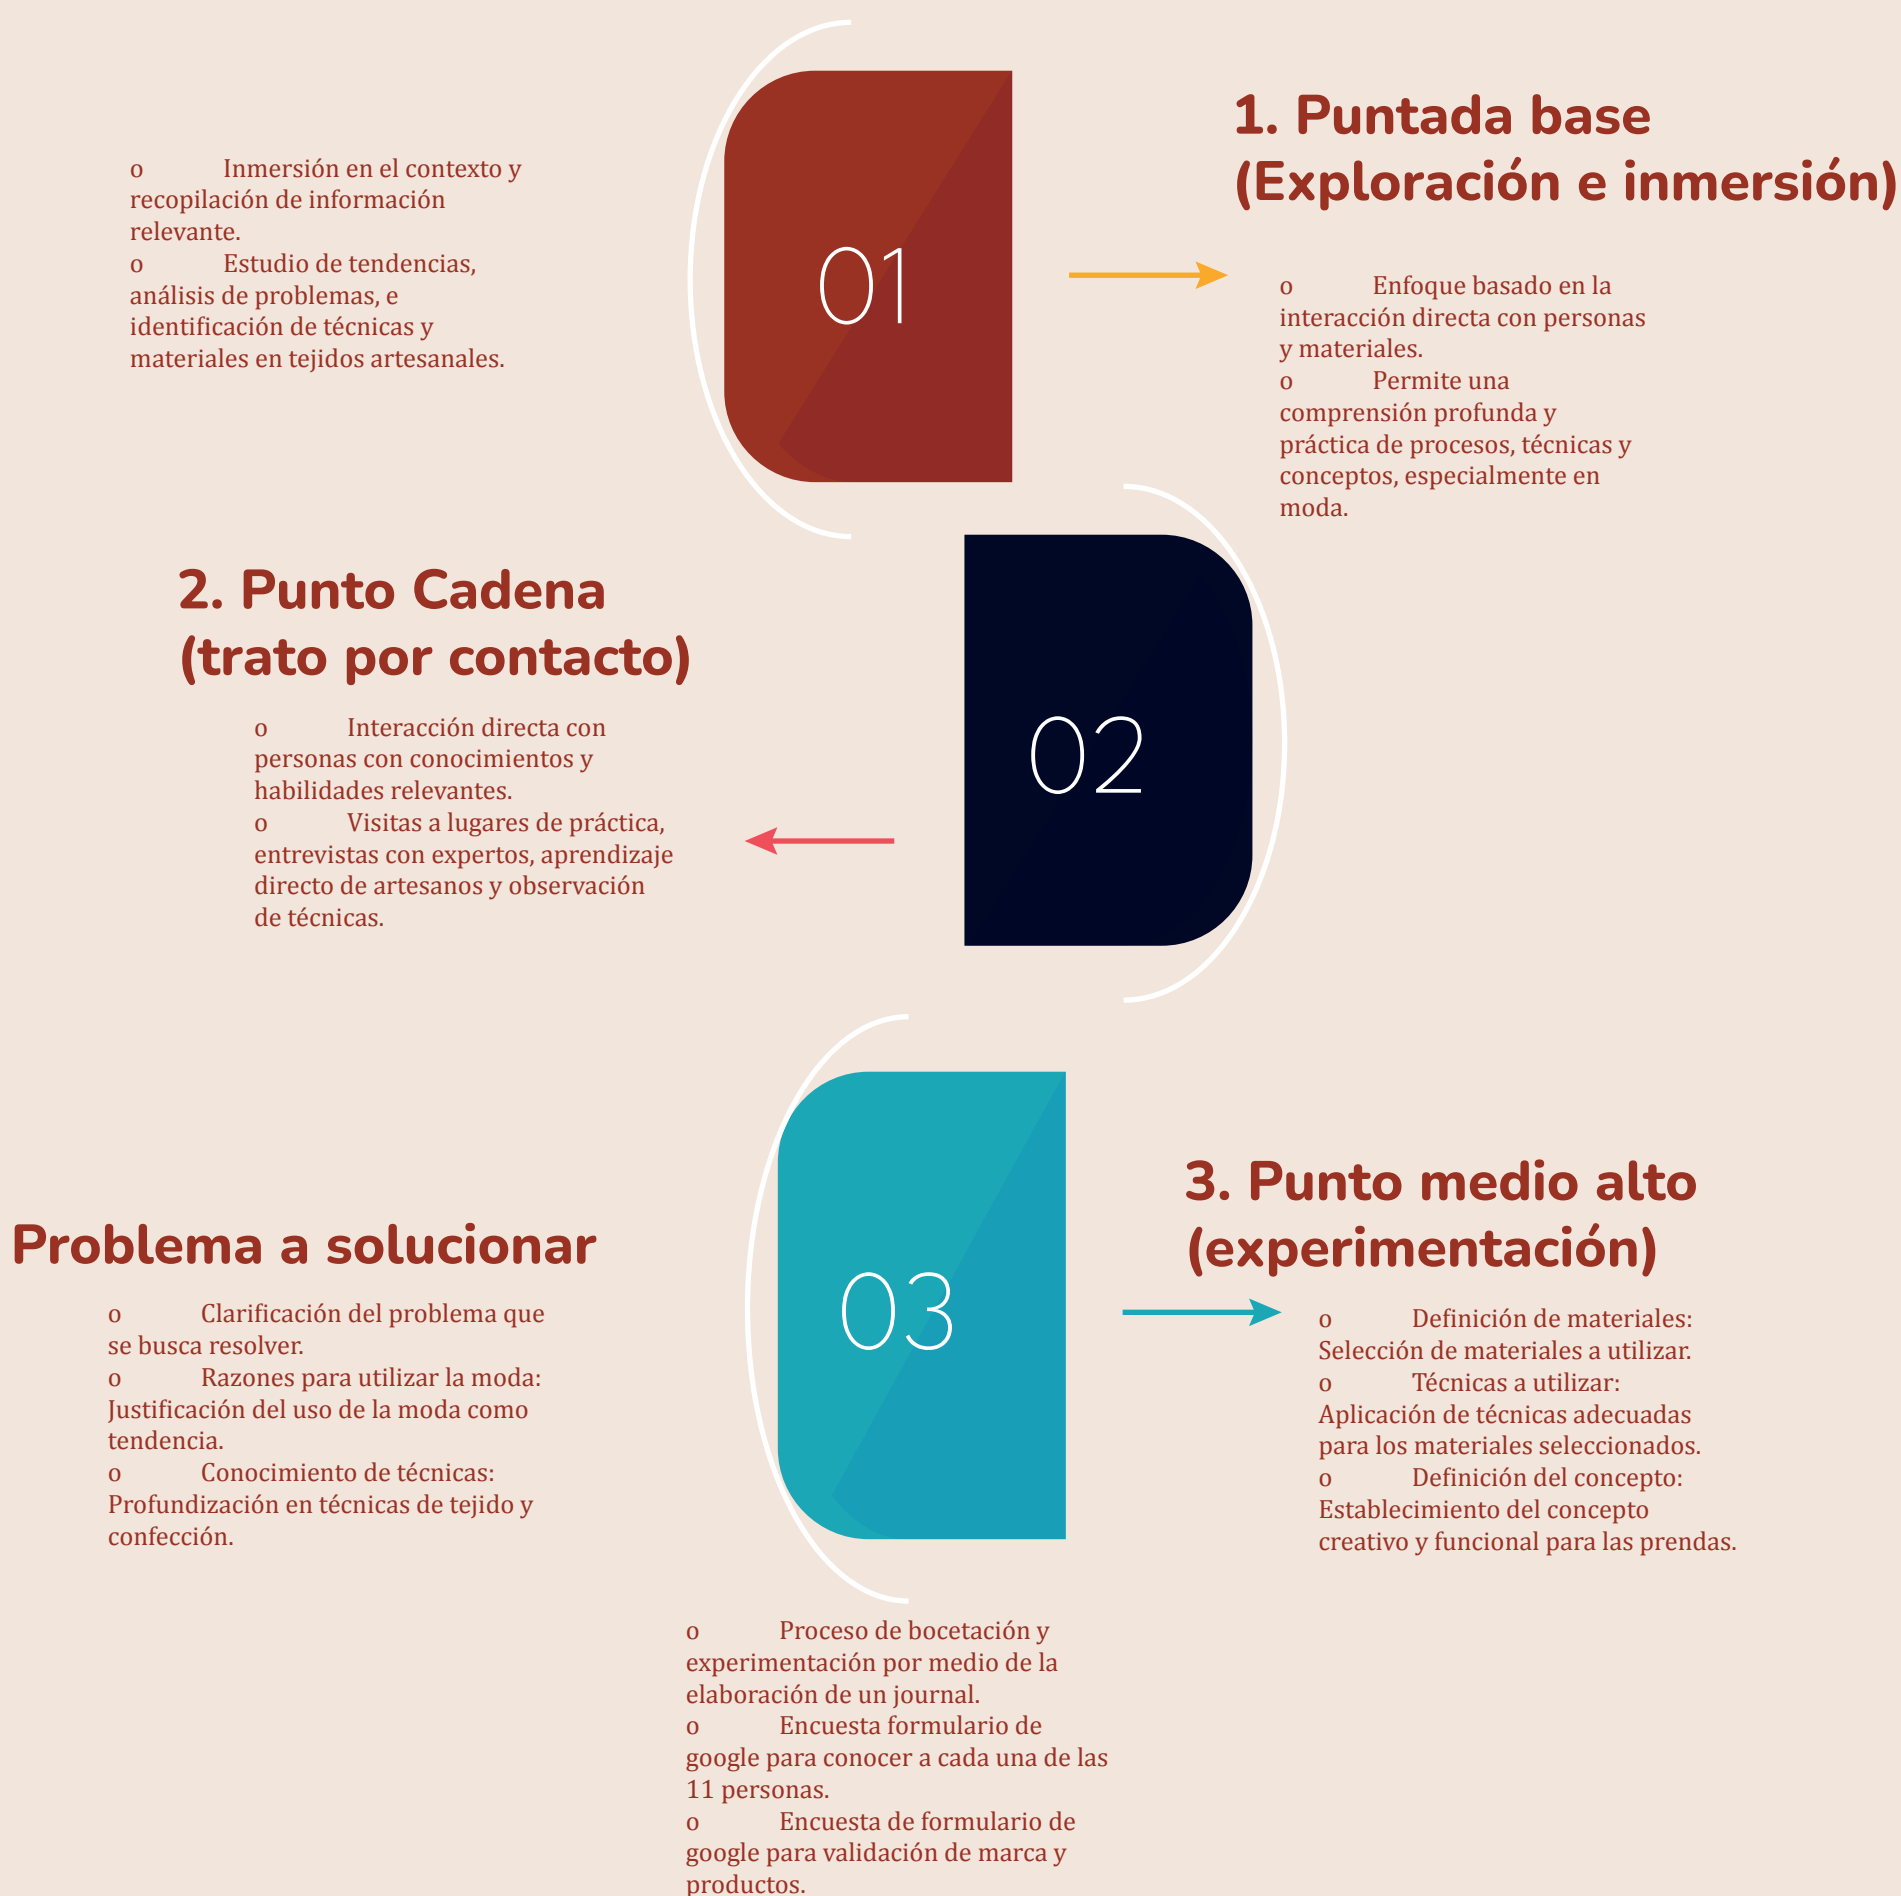 1. Puntada base
(Exploración e inmersión)
o Inmersión en el contexto y
recopilación de información
relevante.
o Estudio de tendencias,
análisis de problemas, e
identificación de técnicas y
materiales en tejidos artesanales.
01
o Enfoque basado en la
interacción directa con personas
y materiales.
o Permite una
comprensión profunda y
práctica de procesos, técnicas y
conceptos, especialmente en
moda.
2. Punto Cadena
(trato por contacto)
o Interacción directa con
personas con conocimientos y
habilidades relevantes.
o Visitas a lugares de práctica,
entrevistas con expertos, aprendizaje
directo de artesanos y observación
de técnicas.
02
Problema a solucionar
o Clarificación del problema que
se busca resolver.
o Razones para utilizar la moda:
Justificación del uso de la moda como
tendencia.
o Conocimiento de técnicas:
Profundización en técnicas de tejido y
confección.
03
3. Punto medio alto
(experimentación)
o Definición de materiales:
Selección de materiales a utilizar.
o Técnicas a utilizar:
Aplicación de técnicas adecuadas
para los materiales seleccionados.
o Definición del concepto:
Establecimiento del concepto
creativo y funcional para las prendas.
o Proceso de bocetación y
experimentación por medio de la
elaboración de un journal.
o Encuesta formulario de
google para conocer a cada una de las
11 personas.
o Encuesta de formulario de
google para validación de marca y
productos.